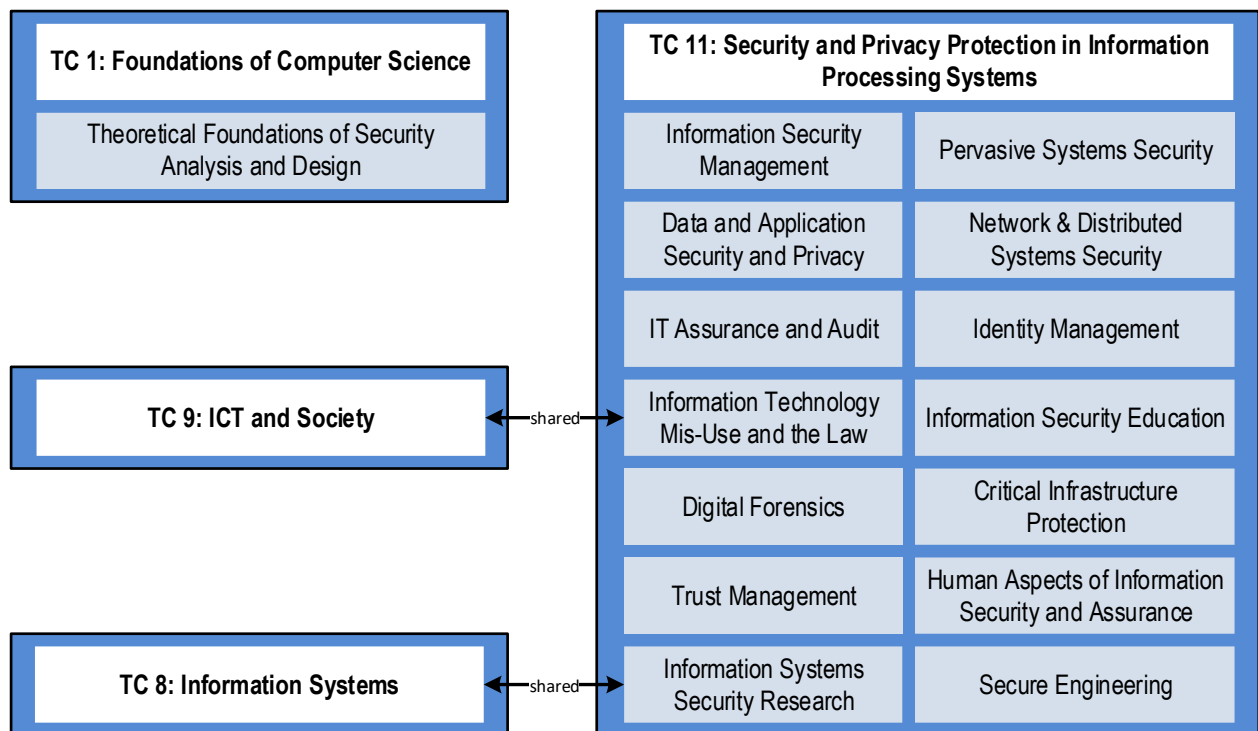 TC 1: Foundations of Computer Science
Theoretical Foundations of Security
Analysis and Design
TC 9: ICT and Society
shared
TC 8: Information Systems
shared
TC 11: Security and Privacy Protection in Information
Processing Systems
Information Security
Management
Pervasive Systems Security
Data and Application
Security and Privacy
Network & Distributed
Systems Security
IT Assurance and Audit
Identity Management
Information Technology
Mis-Use and the Law
Information Security Education
Digital Forensics
Critical Infrastructure
Protection
Trust Management
Human Aspects of Information
Security and Assurance
Information Systems
Security Research
Secure Engineering